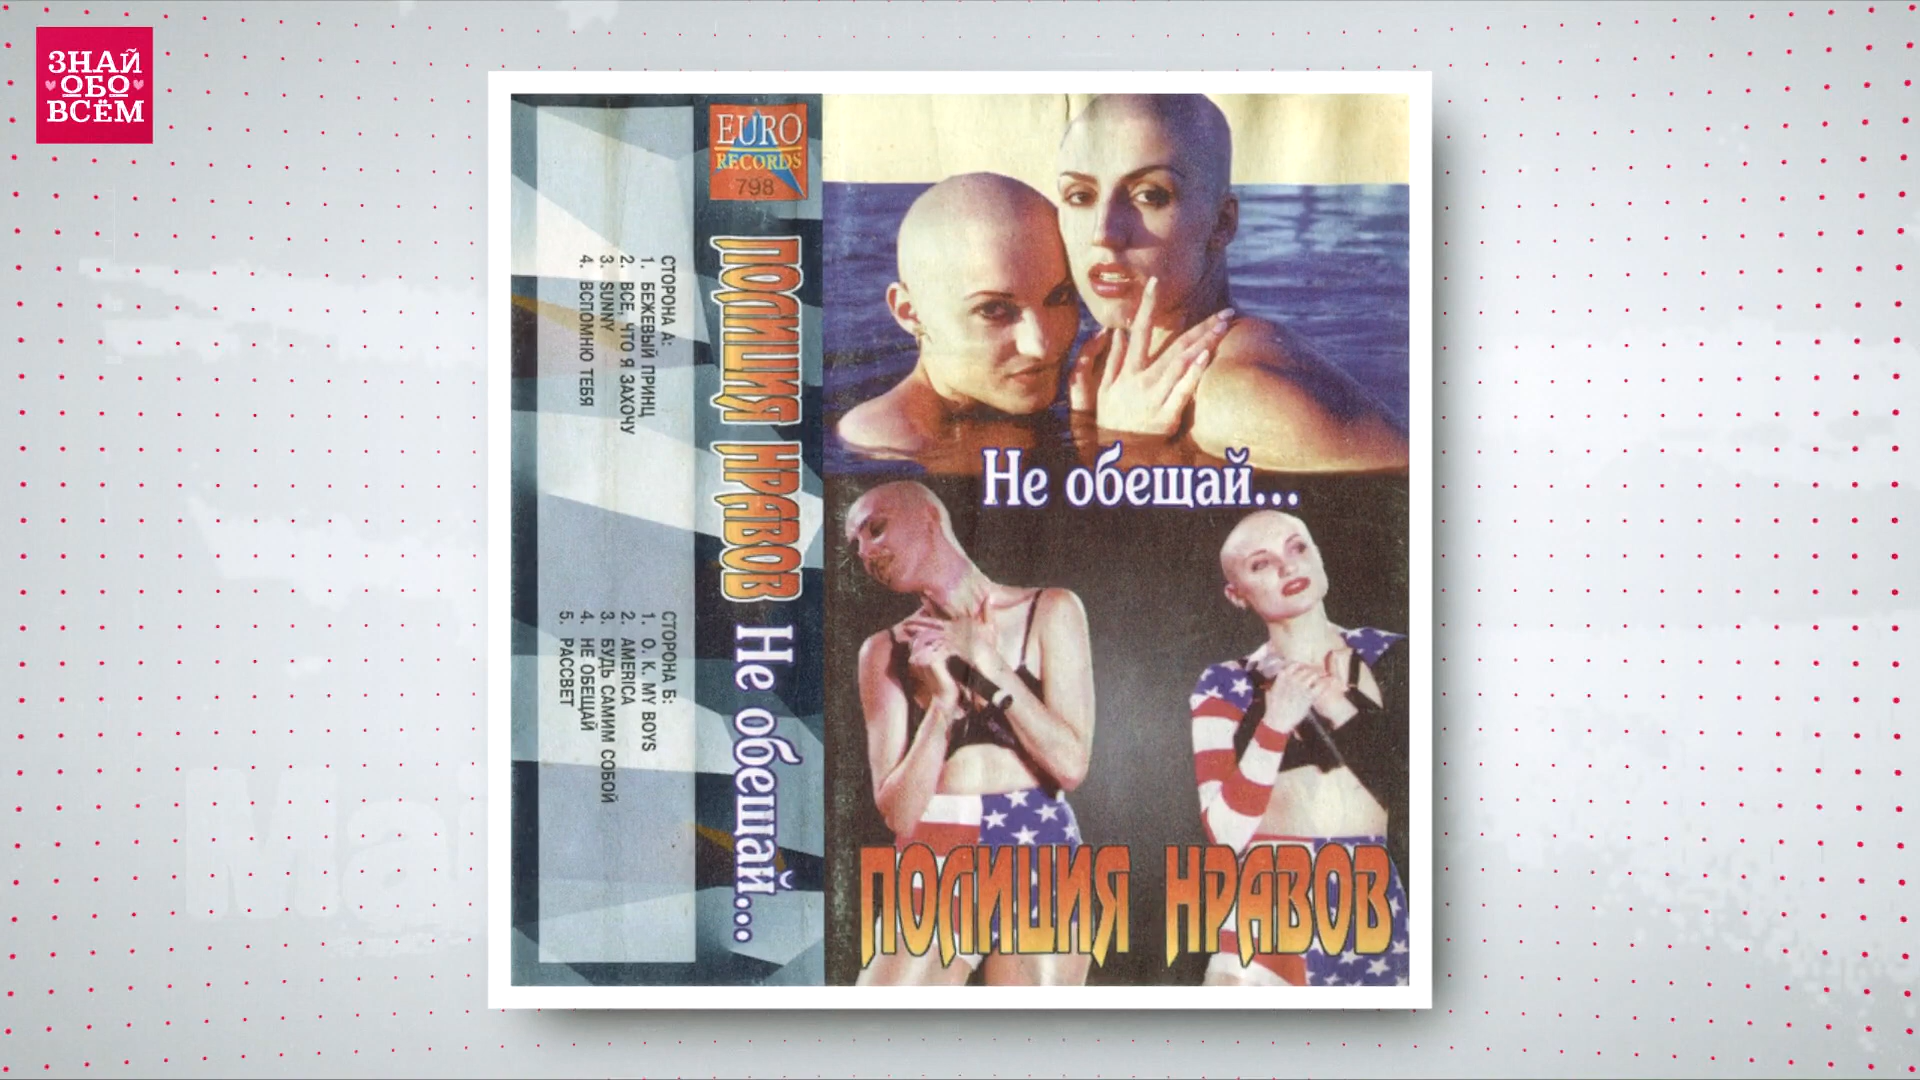 ЗНАЙ
ОБО
ВСЁМ
EURO
RECORDS
798
СТОРОНА А:
1. БЕЖЕВЫЙ ПРИНЦ
2. ВСЕ, ЧТО Я ЗАХОЧУ
3. SUNNY
4. ВСПОМНЮ ТЕБЯ
СТОРОНА Б:
1. O. K. MY BOYS
2. AMERICA
3. БУДЬ САМИМ СОБОЙ
4. НЕ ОБЕЩАЙ
5. РАССВЕТ
ПОЛИЦИЯ НРАВОВ Не обещай...
Не обещай...
ПОЛИЦИЯ НРАВОВ